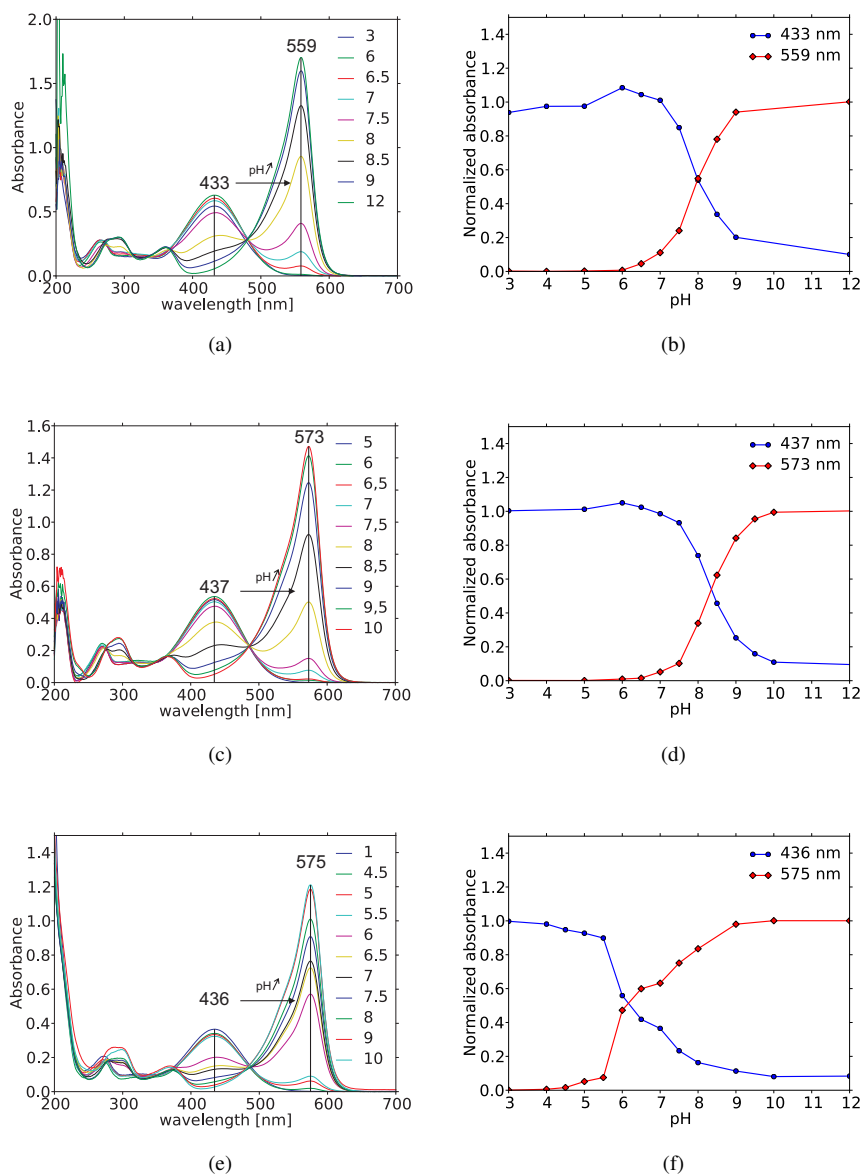 2.0
1.5
1.0
0.5
0.0
Absorbance
200 300 400 500 600 700
wavelength [nm]
559
433
pH↗
3
6
6.5
7
7.5
8
8.5
9
12
(a)
1.4
1.2
1.0
0.8
0.6
0.4
0.2
0.0
Normalized absorbance
3 4 5 6 7 8 9 10 11 12
pH
433 nm
559 nm
(b)
1.6
1.4
1.2
1.0
0.8
0.6
0.4
0.2
0.0
Absorbance
200 300 400 500 600 700
wavelength [nm]
573
437
pH↗
5
6
6,5
7
7,5
8
8,5
9
9,5
10
(c)
1.4
1.2
1.0
0.8
0.6
0.4
0.2
0.0
Normalized absorbance
3 4 5 6 7 8 9 10 11 12
pH
437 nm
573 nm
(d)
1.4
1.2
1.0
0.8
0.6
0.4
0.2
0.0
Absorbance
200 300 400 500 600 700
wavelength [nm]
575
436
pH↗
1
4.5
5
5.5
6
6.5
7
7.5
8
9
10
(e)
1.4
1.2
1.0
0.8
0.6
0.4
0.2
0.0
Normalized absorbance
3 4 5 6 7 8 9 10 11 12
pH
436 nm
575 nm
(f)